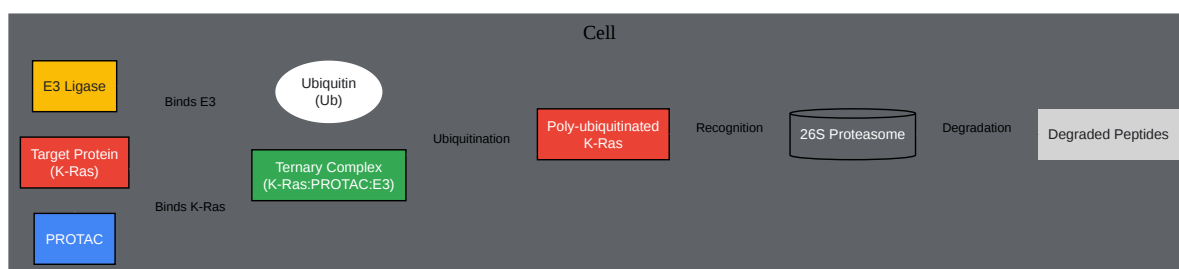 Cell
E3 Ligase
Binds E3
Ubiquitin
(Ub)
Target Protein
(K-Ras)
Ternary Complex
(K-Ras:PROTAC:E3)
Binds K-Ras
PROTAC
Ubiquitination
Poly-ubiquitinated
K-Ras
Recognition
26S Proteasome
Degradation
Degraded Peptides